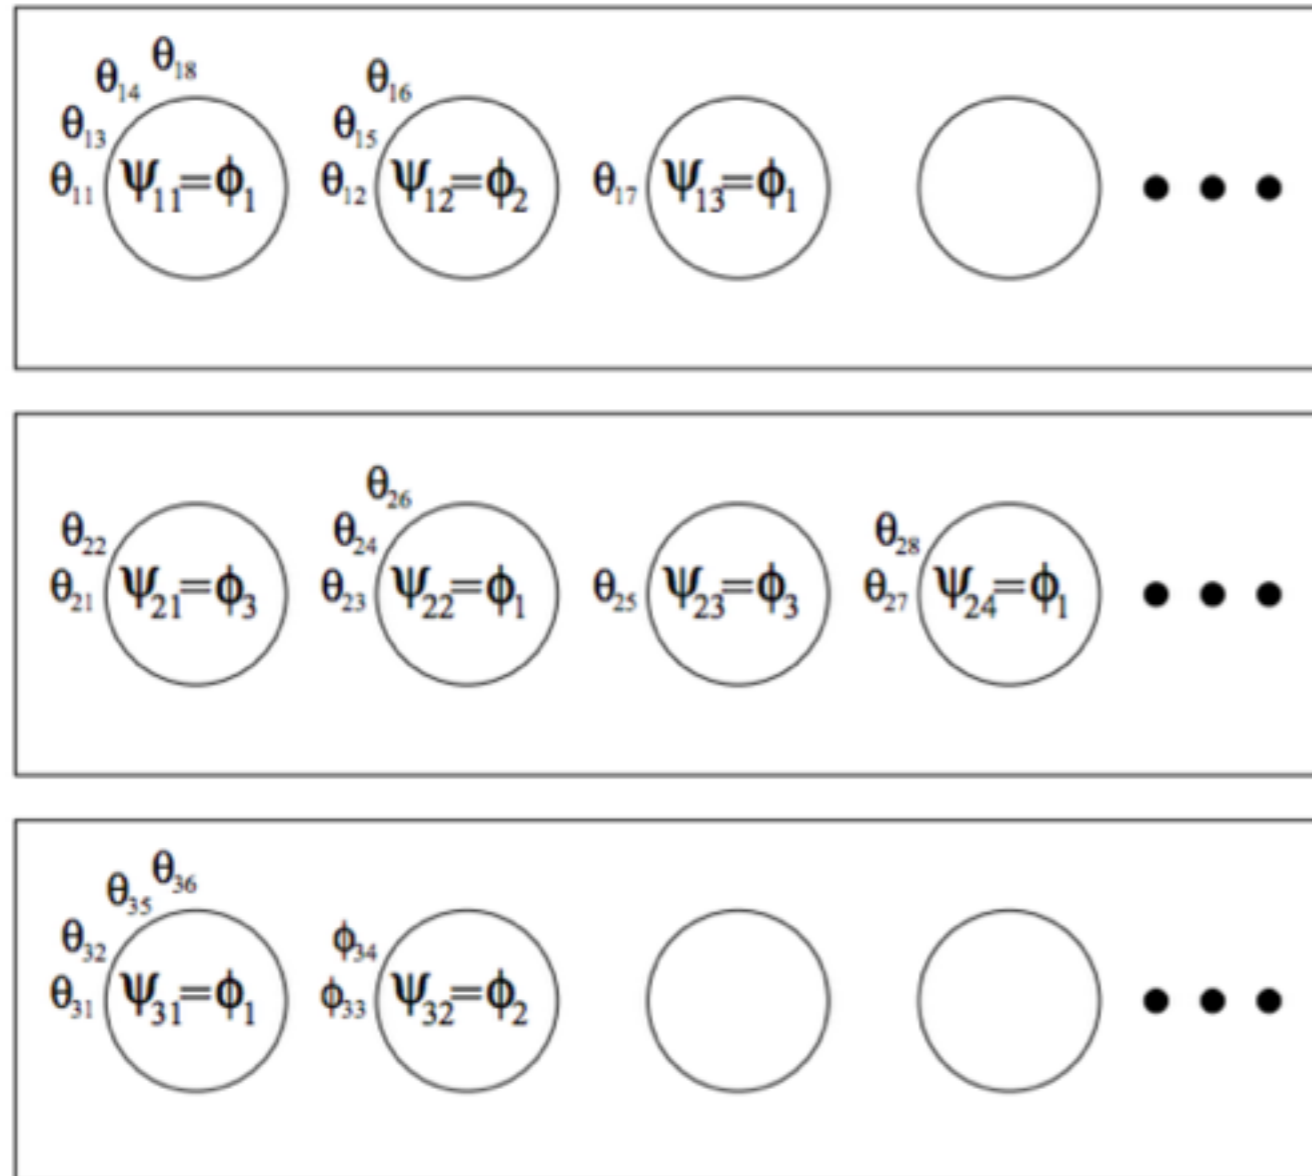 θ₁₈
θ₁₄
θ₁₃
θ₁₁ ψ₁₁=ϕ₁
θ₁₆
θ₁₅
θ₁₂ ψ₁₂=ϕ₂
θ₁₇ ψ₁₃=ϕ₁
θ₂₂
θ₂₁ ψ₂₁=ϕ₃
θ₂₆
θ₂₄
θ₂₃ ψ₂₂=ϕ₁
θ₂₅ ψ₂₃=ϕ₃
θ₂₈
θ₂₇ ψ₂₄=ϕ₁
θ₃₆
θ₃₅
θ₃₂
θ₃₁ ψ₃₁=ϕ₁
ϕ₃₄
ϕ₃₃ ψ₃₂=ϕ₂